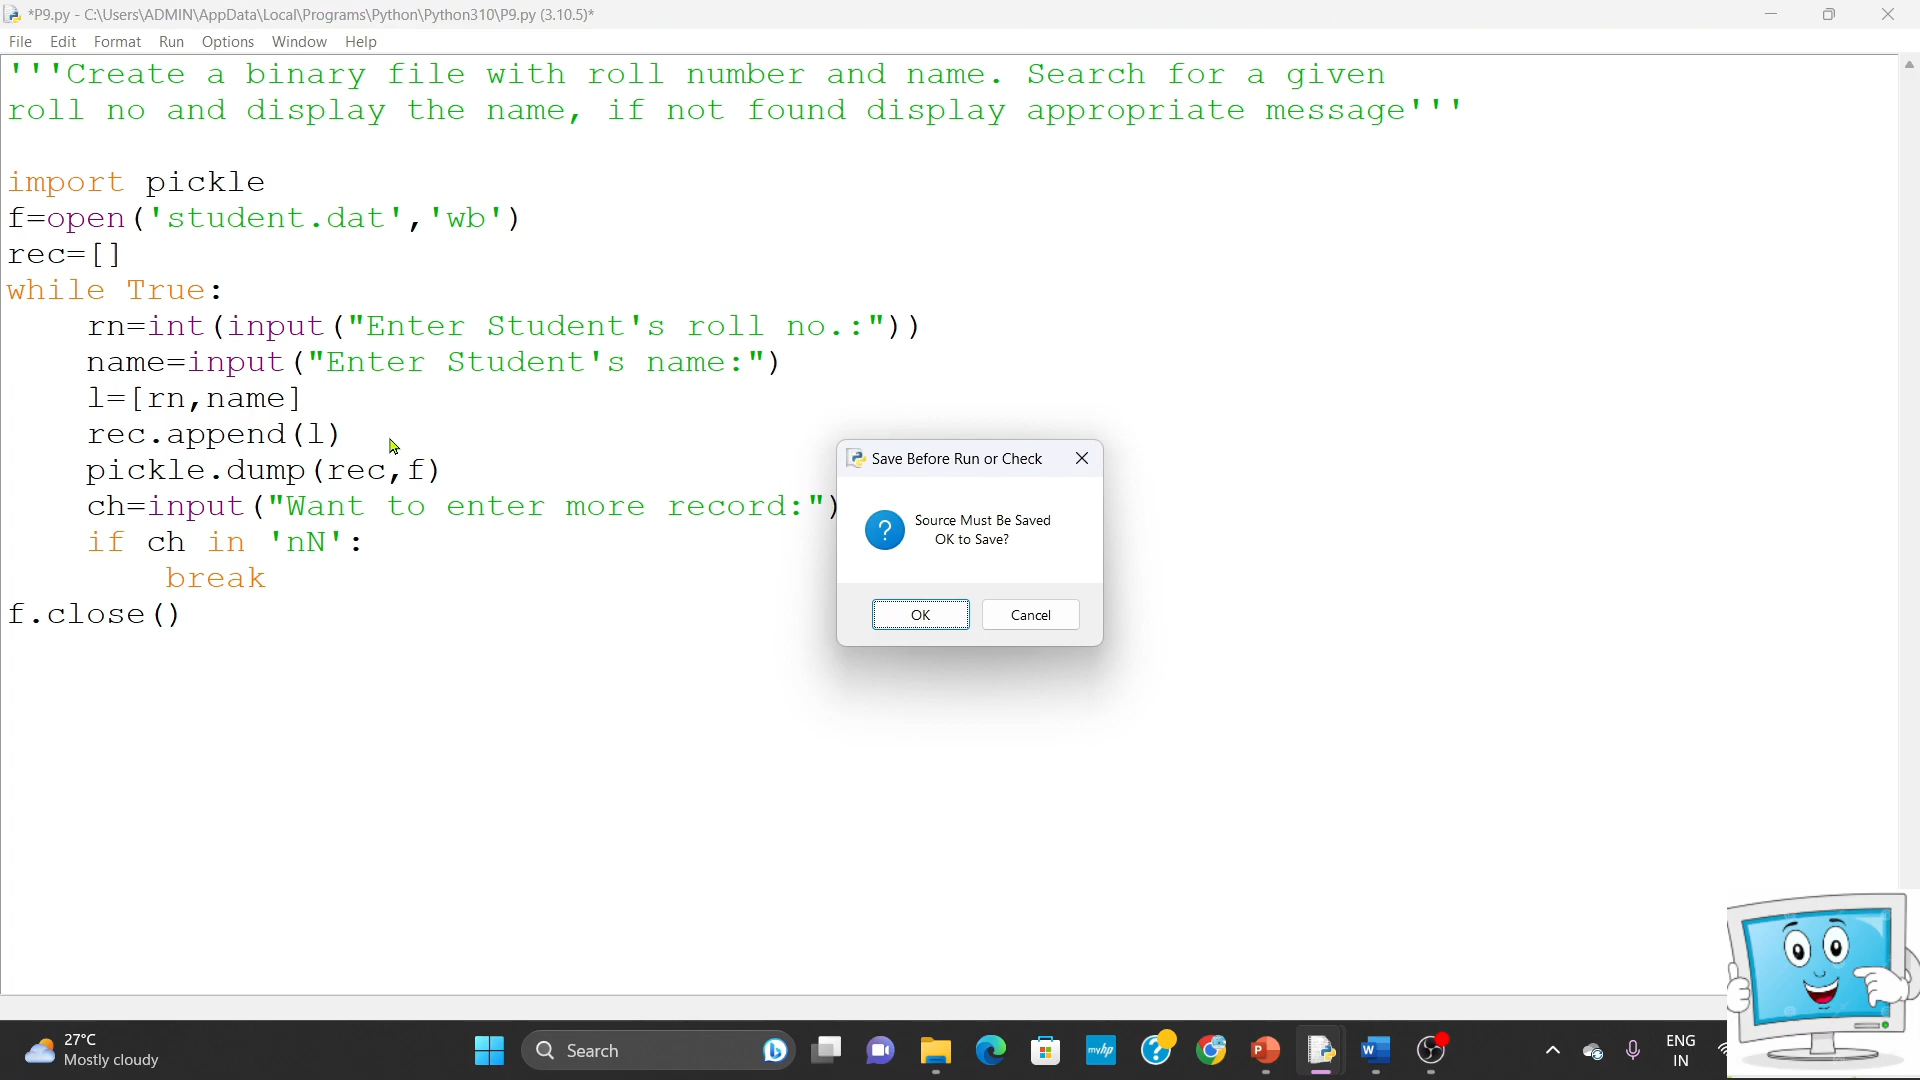 *P9.py - C:\Users\ADMIN\AppData\Local\Programs\Python\Python310\P9.py (3.10.5)*
File Edit Format Run Options Window Help
'''Create a binary file with roll number and name. Search for a given
roll no and display the name, if not found display appropriate message'''
import pickle
f=open('student.dat','wb')
rec=[]
while True:
    rn=int(input("Enter Student's roll no.:"))
    name=input("Enter Student's name:")
    l=[rn,name]
    rec.append(l)
    pickle.dump(rec,f)
    ch=input("Want to enter more record:")
    if ch in 'nN':
        break
f.close()
Save Before Run or Check
Source Must Be Saved
OK to Save?
OK Cancel
27°C
Mostly cloudy
Search
myhp
ENG
IN